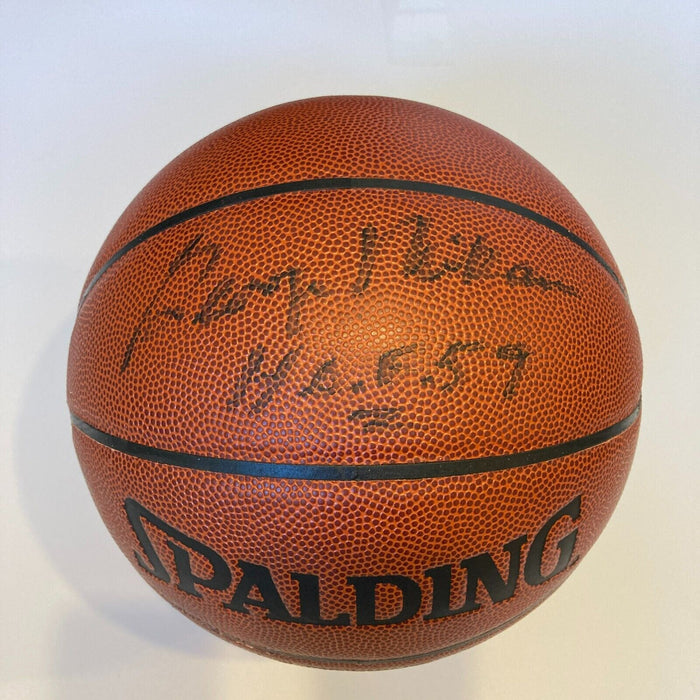 George Mikan
H.O.F. 59
SPALDING